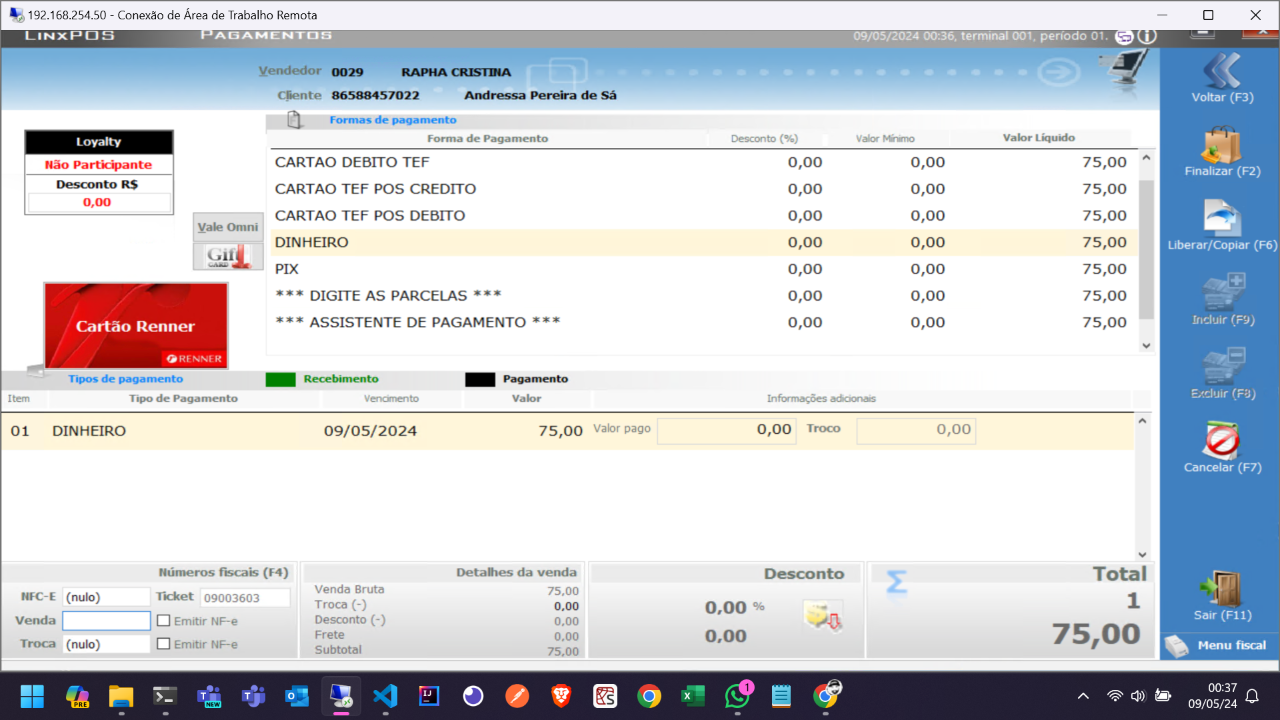 192.168.254.50 - Conexão de Área de Trabalho Remota
LinxPOS PAGAMENTOS 09/05/2024 00:36, terminal 001, período 01.
Vendedor 0029 RAPHA CRISTINA
Cliente 86588457022 Andressa Pereira de Sá
Voltar (F3)
Finalizar (F2)
Liberar/Copiar (F6)
Incluir (F9)
Excluir (F8)
Cancelar (F7)
Sair (F11)
Menu fiscal
Loyalty
Não Participante
Desconto R$
0,00
Vale Omni
Gift
CARD
Cartão Renner
RENNER
Formas de pagamento
Forma de Pagamento Desconto (%) Valor Mínimo Valor Líquido
CARTAO DEBITO TEF 0,00 0,00 75,00
CARTAO TEF POS CREDITO 0,00 0,00 75,00
CARTAO TEF POS DEBITO 0,00 0,00 75,00
DINHEIRO 0,00 0,00 75,00
PIX 0,00 0,00 75,00
*** DIGITE AS PARCELAS *** 0,00 0,00 75,00
*** ASSISTENTE DE PAGAMENTO *** 0,00 0,00 75,00
Tipos de pagamento Recebimento Pagamento
Item Tipo de Pagamento Vencimento Valor Informações adicionais
01 DINHEIRO 09/05/2024 75,00 Valor pago 0,00 Troco 0,00
Números fiscais (F4)
NFC-E (nulo) Ticket 09003603
Venda Emitir NF-e
Troca (nulo) Emitir NF-e
Detalhes da venda
Venda Bruta 75,00
Troca (-) 0,00
Desconto (-) 0,00
Frete 0,00
Subtotal 75,00
Desconto
0,00 %
0,00
Σ Total
1
75,00
PRE
NEW
1
00:37
09/05/24